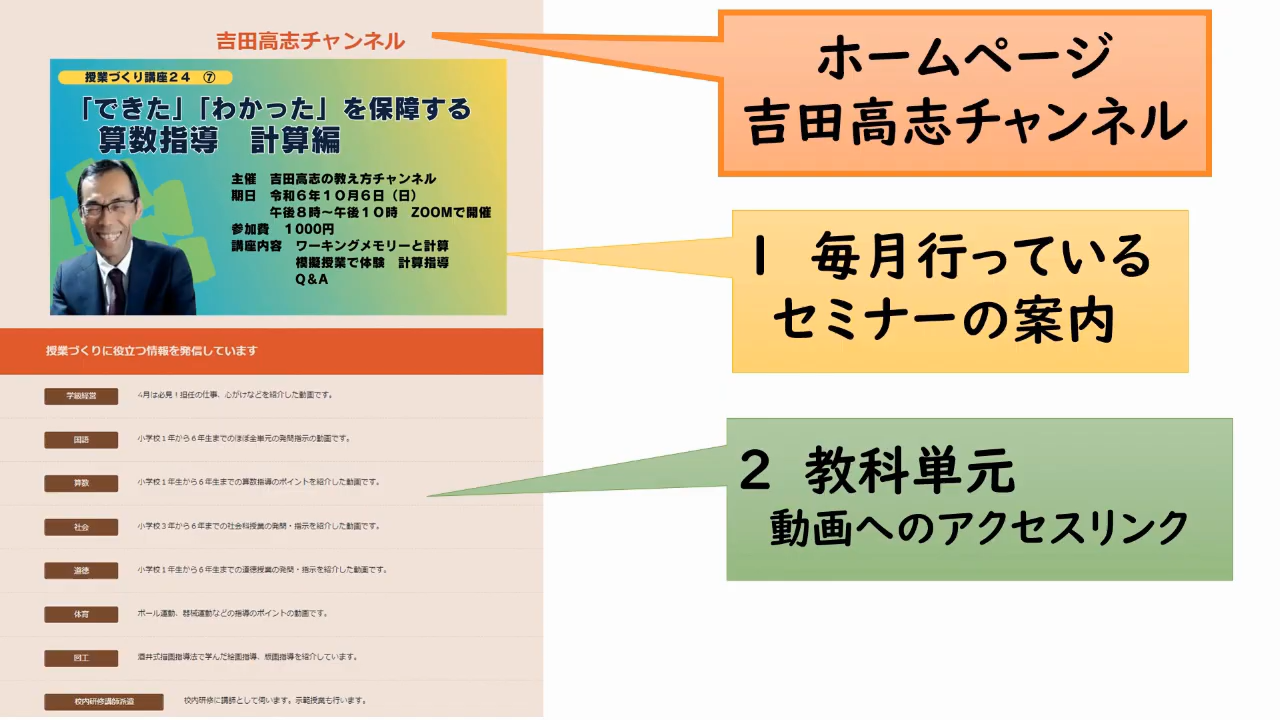 吉田高志チャンネル
授業づくり講座24 ⑦
「できた」「わかった」を保障する
算数指導 計算編
主催 吉田高志の教え方チャンネル
期日 令和6年10月6日(日)
午後8時~午後10時 ZOOMで開催
参加費 1000円
講座内容 ワーキングメモリーと計算
模擬授業で体験 計算指導
Q&A
授業づくりに役立つ情報を発信しています
学級経営 4月は必見!担任の仕事、心がけなどを紹介した動画です。
国語 小学校1年から6年生までのほぼ全単元の発問指示の動画です。
算数 小学校1年生から6年生までの算数指導のポイントを紹介した動画です。
社会 小学校3年から6年までの社会科授業の発問・指示を紹介した動画です。
道徳 小学校1年生から6年生までの道徳授業の発問・指示を紹介した動画です。
体育 ボール運動、器械運動などの指導のポイントの動画です。
図工 酒井式描画指導法で学んだ絵画指導、版画指導を紹介しています。
校内研修講師派遣 校内研修に講師として伺います。示範授業も行います。
ホームページ
吉田高志チャンネル
1 毎月行っている
セミナーの案内
2 教科単元
動画へのアクセスリンク